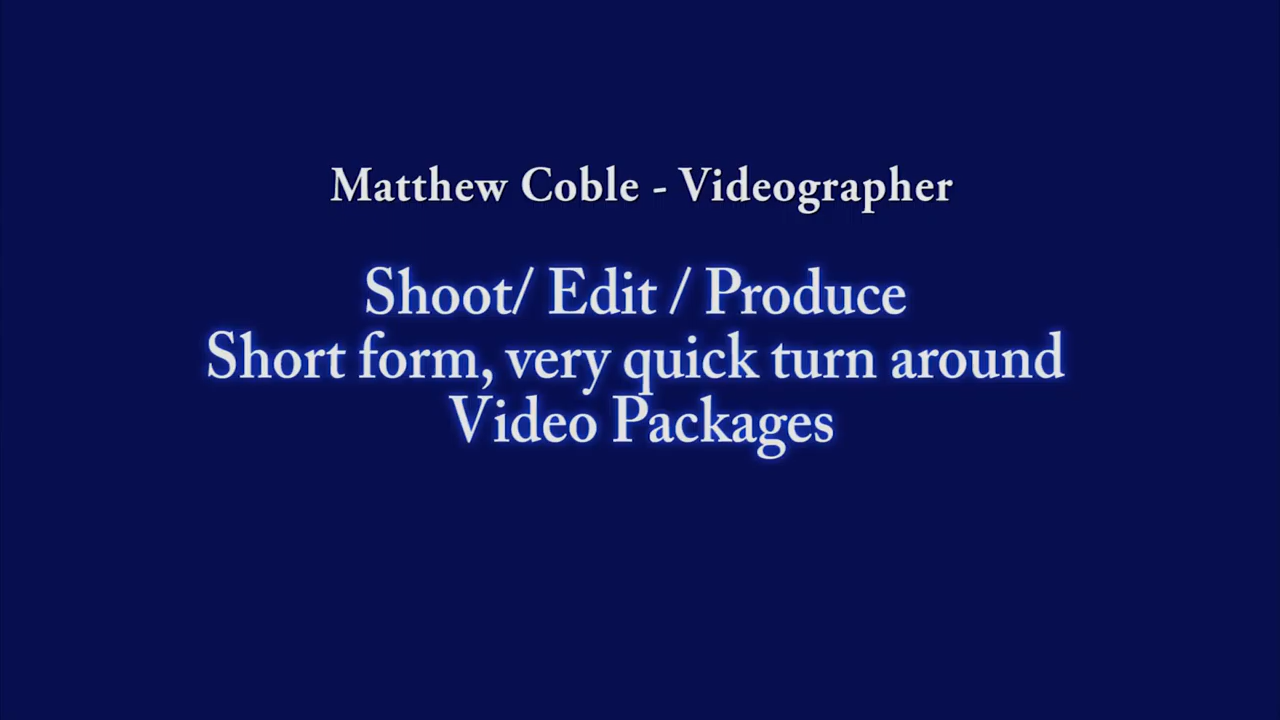 Matthew Coble - Videographer
Shoot/ Edit / Produce
Short form, very quick turn around
Video Packages